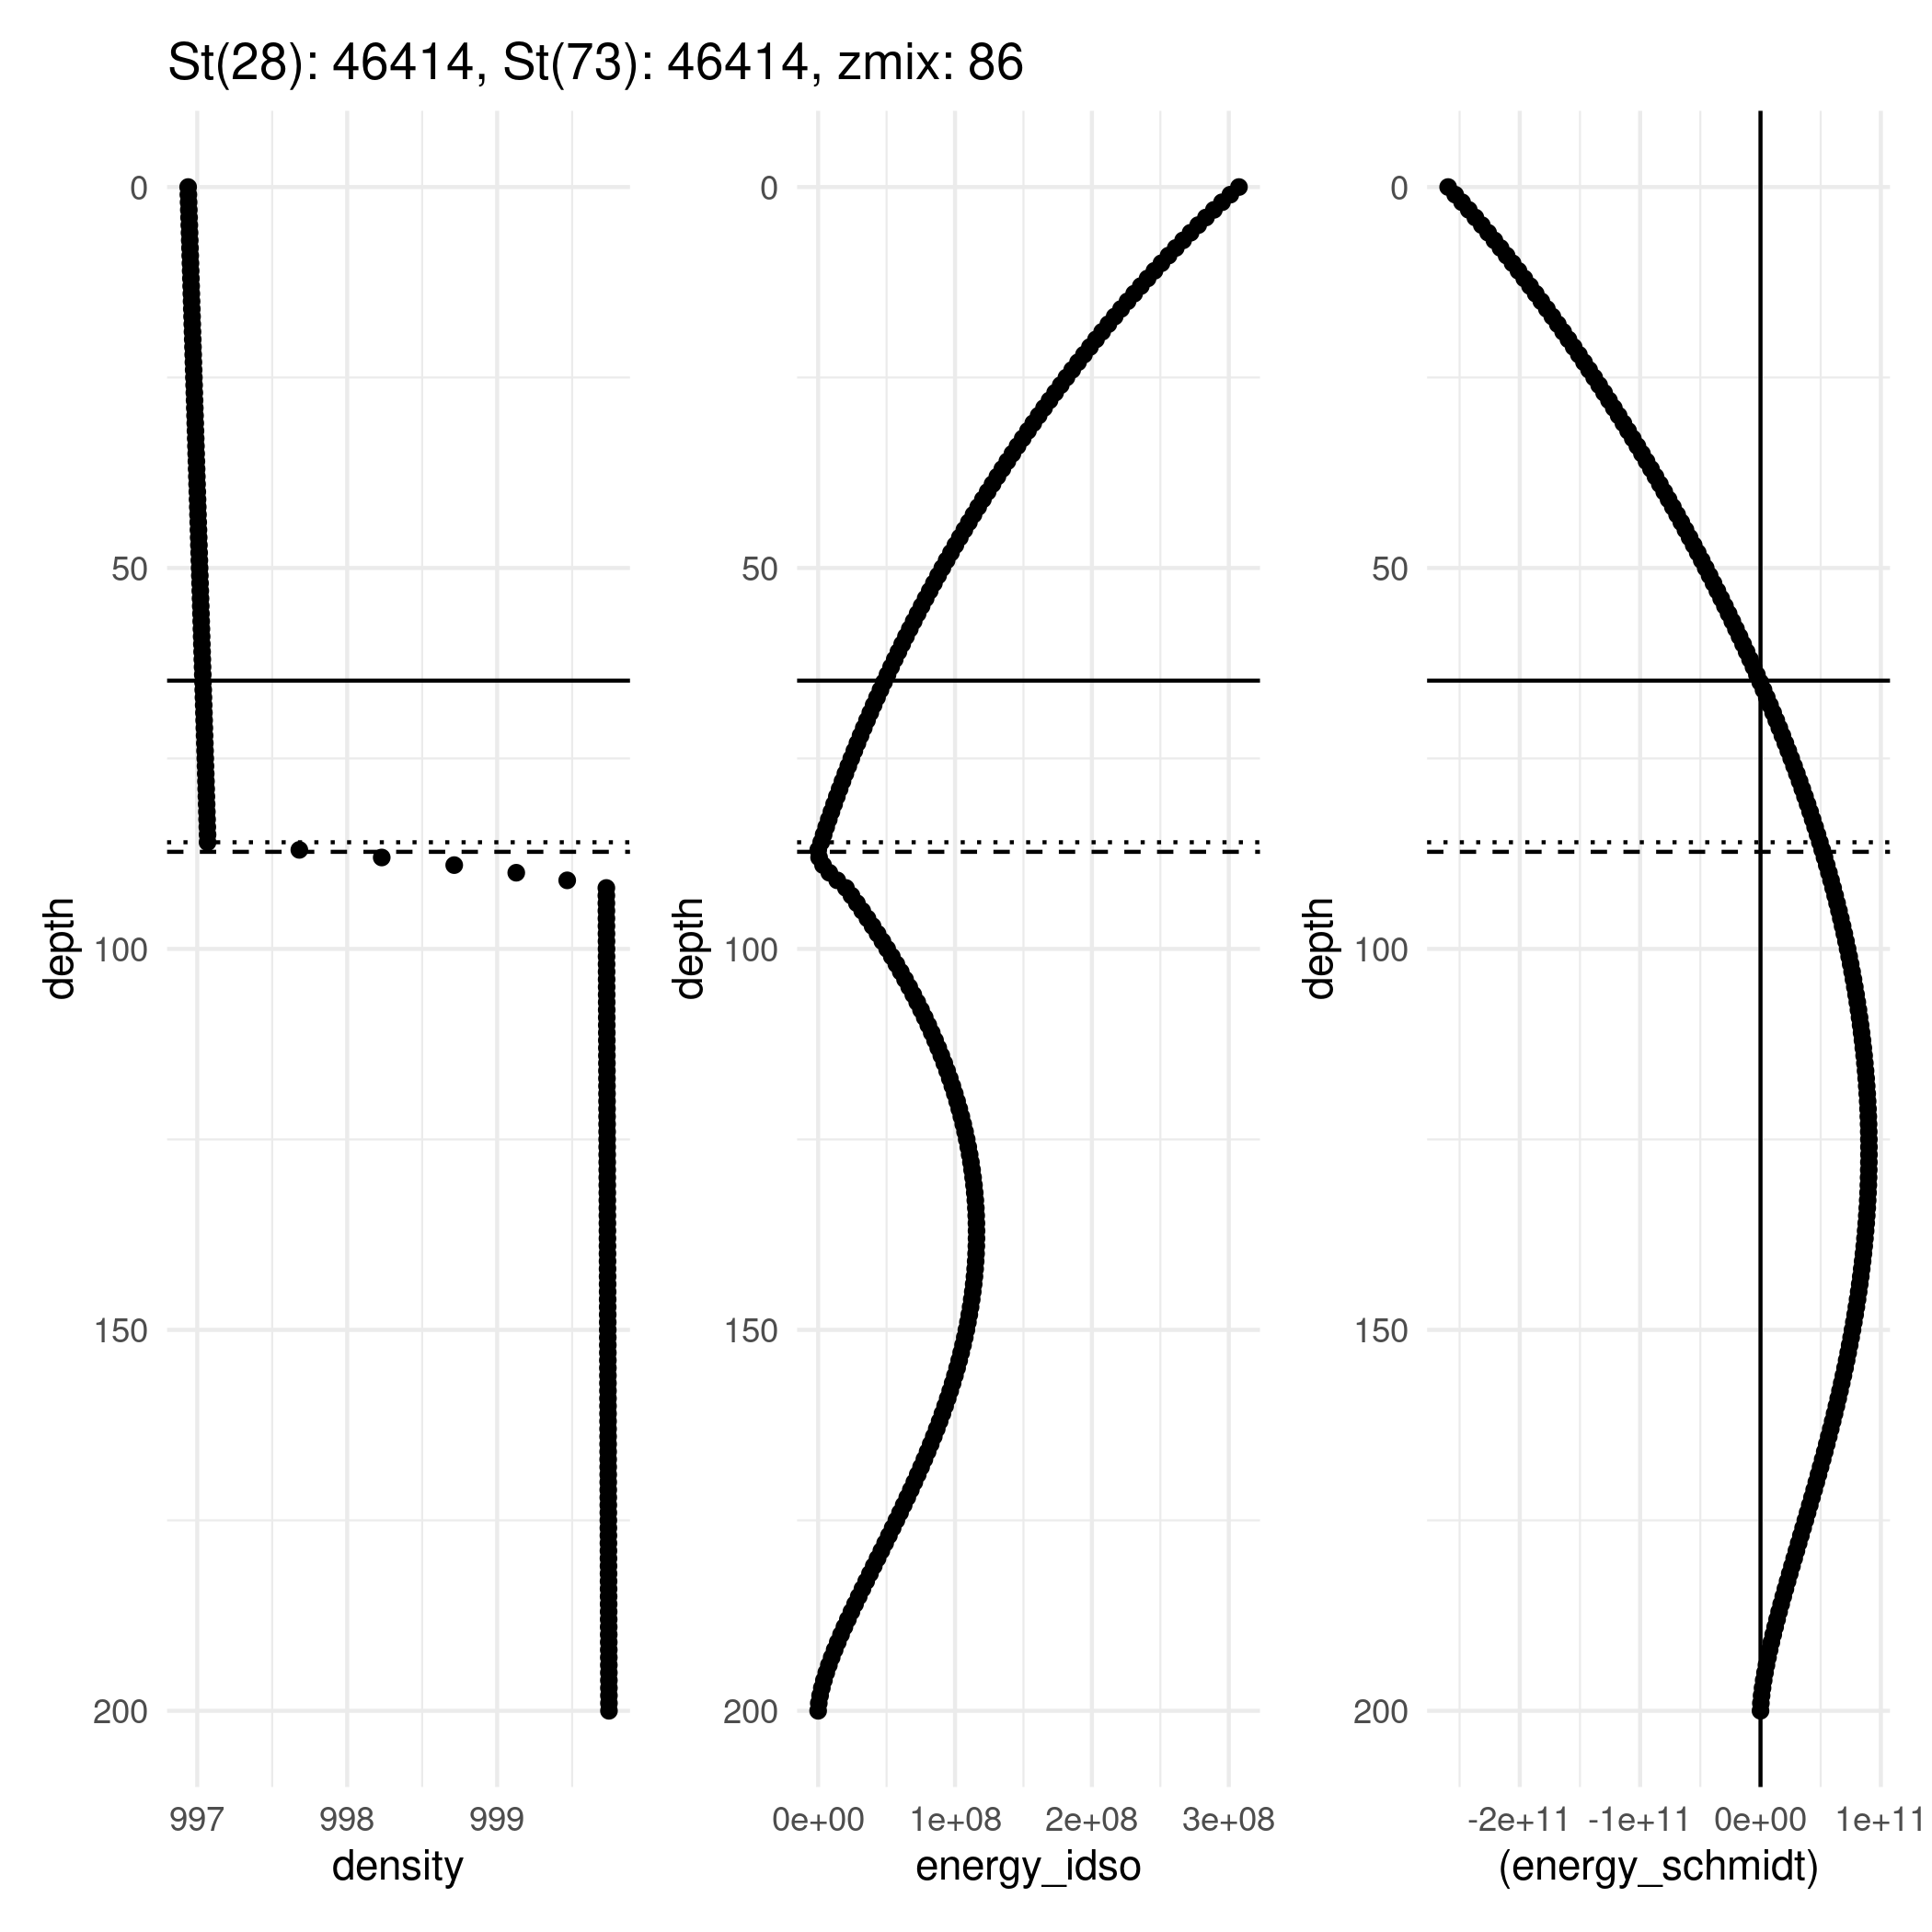 St(28): 46414, St(73): 46414, zmix: 86
0
50
100
150
200
depth
997 998 999
density
0
50
100
150
200
depth
0e+00 1e+08 2e+08 3e+08
energy_idso
0
50
100
150
200
depth
-2e+11 -1e+11 0e+00 1e+11
(energy_schmidt)